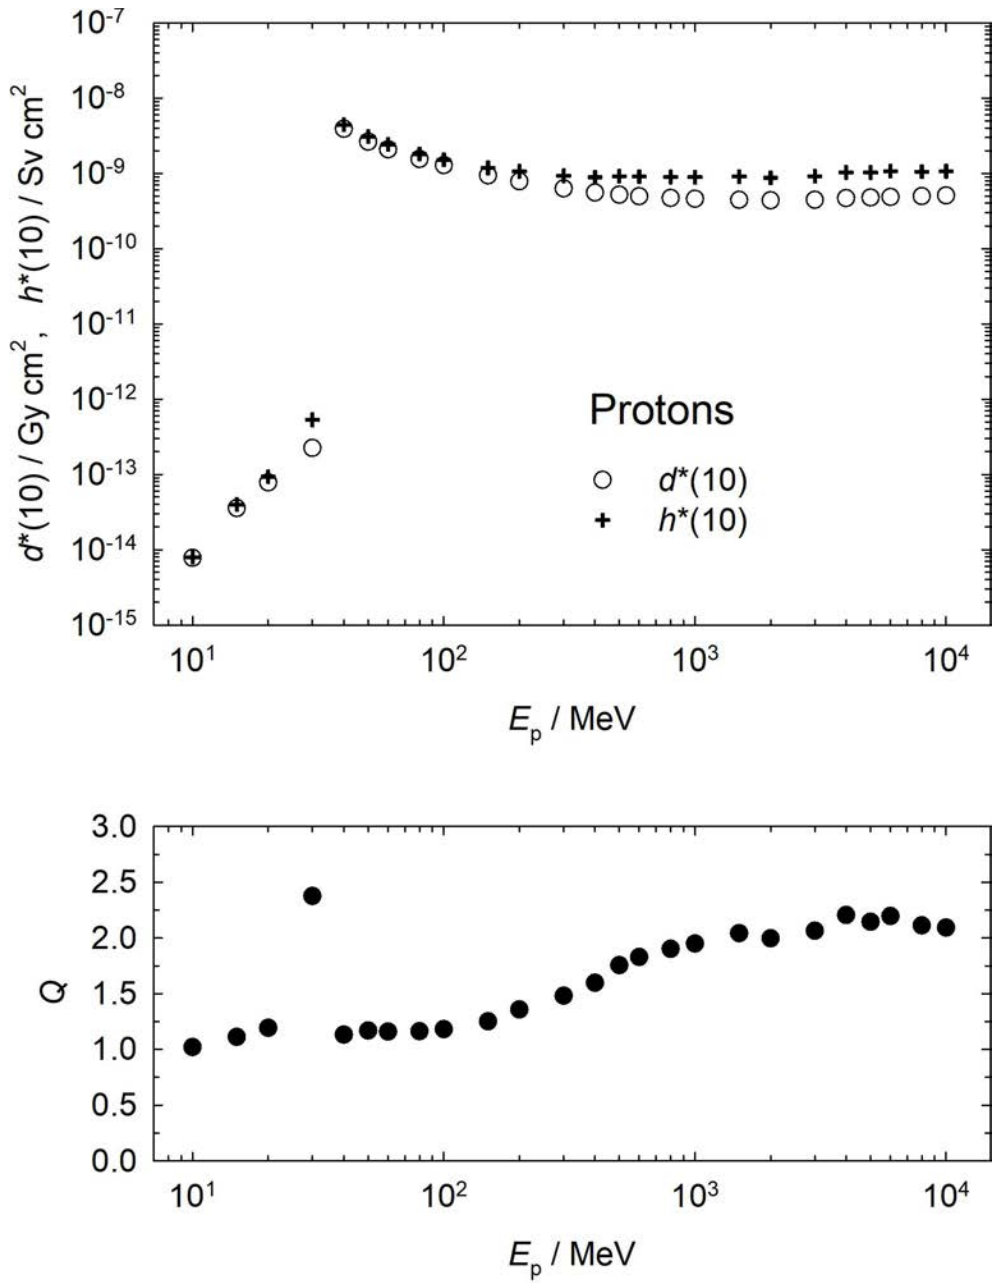 10⁻⁷
10⁻⁸
10⁻⁹
10⁻¹⁰
10⁻¹¹
10⁻¹²
10⁻¹³
10⁻¹⁴
10⁻¹⁵
d*(10) / Gy cm², h*(10) / Sv cm²
Protons
d*(10)
h*(10)
10¹ 10² 10³ 10⁴
Eₚ / MeV
3.0
2.5
2.0
1.5
1.0
0.5
0.0
Q
10¹ 10² 10³ 10⁴
Eₚ / MeV